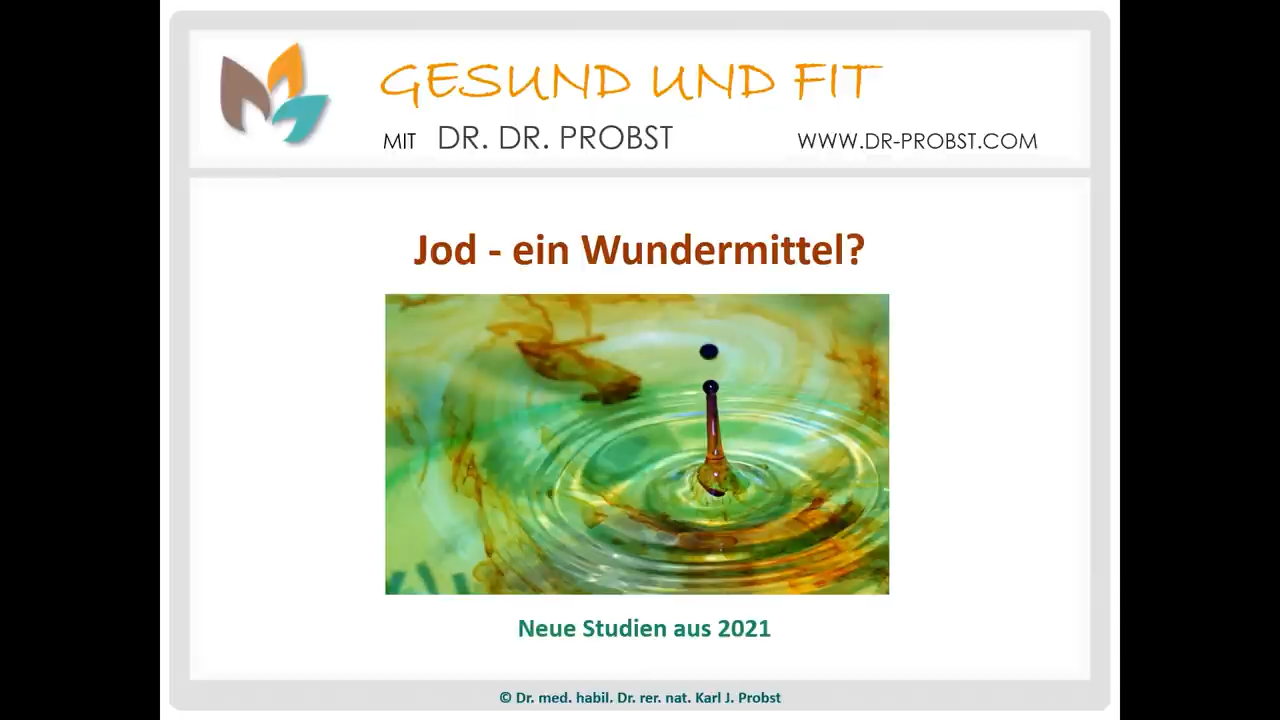 GESUND UND FIT
MIT DR. DR. PROBST WWW.DR-PROBST.COM
Jod - ein Wundermittel?
Neue Studien aus 2021
© Dr. med. habil. Dr. rer. nat. Karl J. Probst